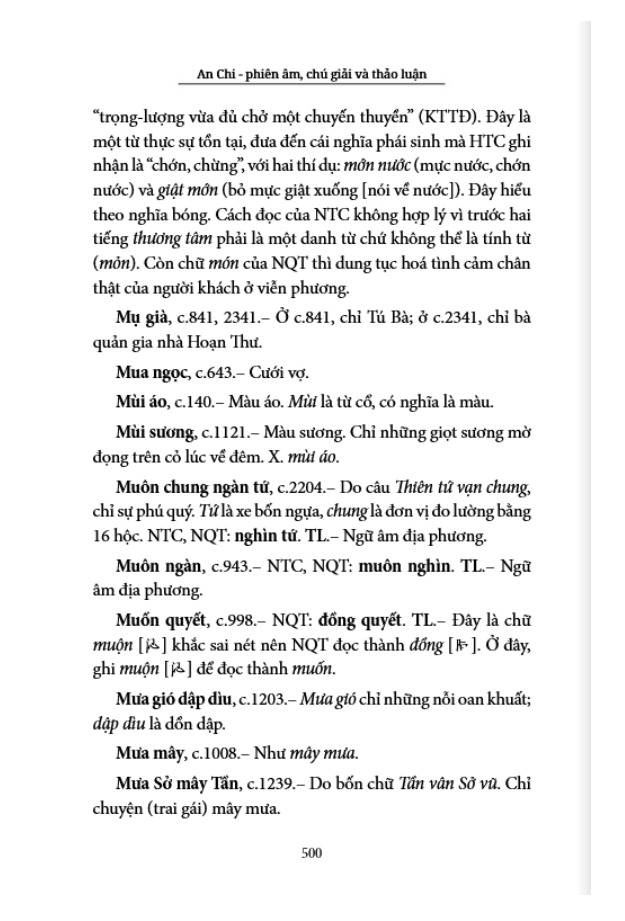 An Chi - phiên âm, chú giải và thảo luận
“trọng-lượng vừa đủ chở một chuyến thuyền” (KTTĐ). Đây là
một từ thực sự tồn tại, đưa đến cái nghĩa phái sinh mà HTC ghi
nhận là “chớn, chừng”, với hai thí dụ: mớn nước (mực nước, chớn
nước) và giật mớn (bỏ mực giật xuống [nói về nước]). Đây hiểu
theo nghĩa bóng. Cách đọc của NTC không hợp lý vì trước hai
tiếng thương tâm phải là một danh từ chứ không thể là tính từ
(mòn). Còn chữ món của NQT thì dung tục hoá tình cảm chân
thật của người khách ở viễn phương.
Mụ già, c.841, 2341.– Ở c.841, chỉ Tú Bà; ở c.2341, chỉ bà
quản gia nhà Hoạn Thư.
Mua ngọc, c.643.– Cưới vợ.
Mùi áo, c.140.– Màu áo. Mùi là từ cổ, có nghĩa là màu.
Mùi sương, c.1121.– Màu sương. Chỉ những giọt sương mờ
đọng trên cỏ lúc về đêm. X. mùi áo.
Muôn chung ngàn tứ, c.2204.– Do câu Thiên tứ vạn chung,
chỉ sự phú quý. Tứ là xe bốn ngựa, chung là đơn vị đo lường bằng
16 hộc. NTC, NQT: nghìn tứ. TL.– Ngữ âm địa phương.
Muôn ngàn, c.943.– NTC, NQT: muôn nghìn. TL.– Ngữ
âm địa phương.
Muốn quyết, c.998.– NQT: đồng quyết. TL.– Đây là chữ
muộn [] khắc sai nét nên NQT đọc thành đồng []. Ở đây,
ghi muộn [] để đọc thành muốn.
Mưa gió dập dìu, c.1203.– Mưa gió chỉ những nỗi oan khuất;
dập dìu là dồn dập.
Mưa mây, c.1008.– Như mây mưa.
Mưa Sở mây Tần, c.1239.– Do bốn chữ Tần vân Sở vũ. Chỉ
chuyện (trai gái) mây mưa.
500